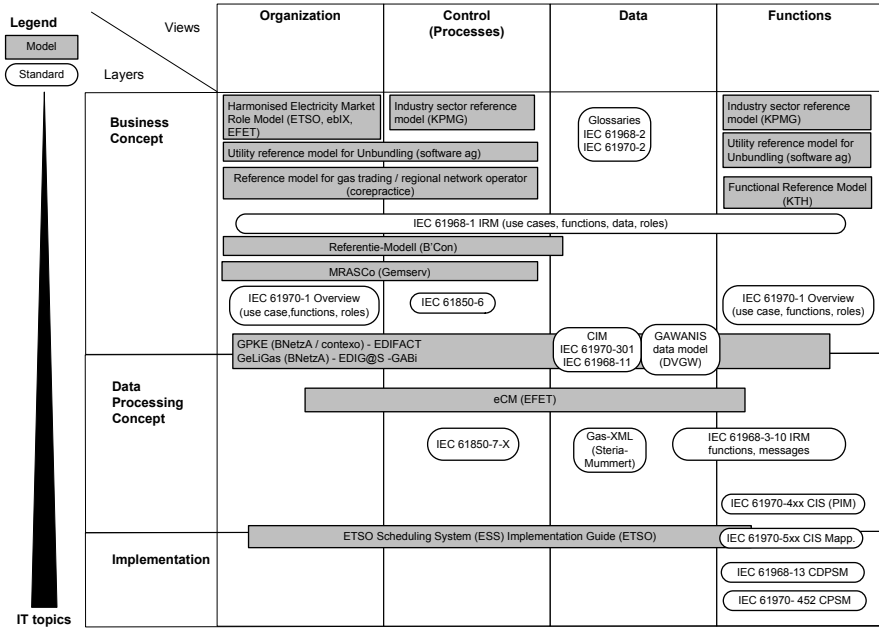 Legend
Model
Standard
Views
Layers
Organization
Control
(Processes)
Data
Functions
Business
Concept
Harmonised Electricity Market
Role Model (ETSO, ebIX,
EFET)
Industry sector reference
model (KPMG)
Glossaries
IEC 61968-2
IEC 61970-2
Industry sector reference
model (KPMG)
Utility reference model for Unbundling (software ag)
Utility reference model for
Unbundling (software ag)
Reference model for gas trading / regional network operator
(corepractice)
Functional Reference Model
(KTH)
IEC 61968-1 IRM (use cases, functions, data, roles)
Referentie-Modell (B'Con)
MRASCo (Gemserv)
IEC 61970-1 Overview
(use case,functions, roles)
IEC 61850-6
IEC 61970-1 Overview
(use case, functions, roles)
GPKE (BNetzA / contexo) - EDIFACT
GeLiGas (BNetzA) - EDIG@S -GABi
CIM
IEC 61970-301
IEC 61968-11
GAWANIS
data model
(DVGW)
Data
Processing
Concept
eCM (EFET)
IEC 61850-7-X
Gas-XML
(Steria-
Mummert)
IEC 61968-3-10 IRM
functions, messages
IEC 61970-4xx CIS (PIM)
ETSO Scheduling System (ESS) Implementation Guide (ETSO)
IEC 61970-5xx CIS Mapp.
Implementation
IEC 61968-13 CDPSM
IEC 61970- 452 CPSM
IT topics